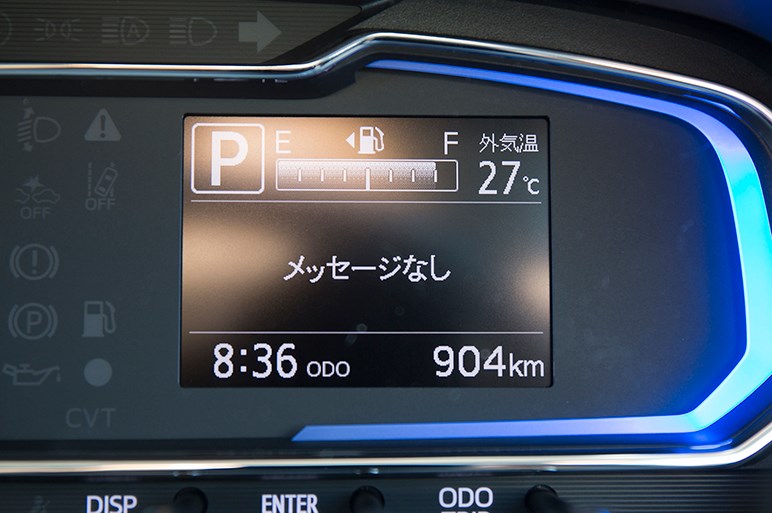 P
E F
外気温
27℃
メッセージなし
8:36 ODO 904km
OFF OFF
P
CVT
DISP ENTER ODO
TRIP